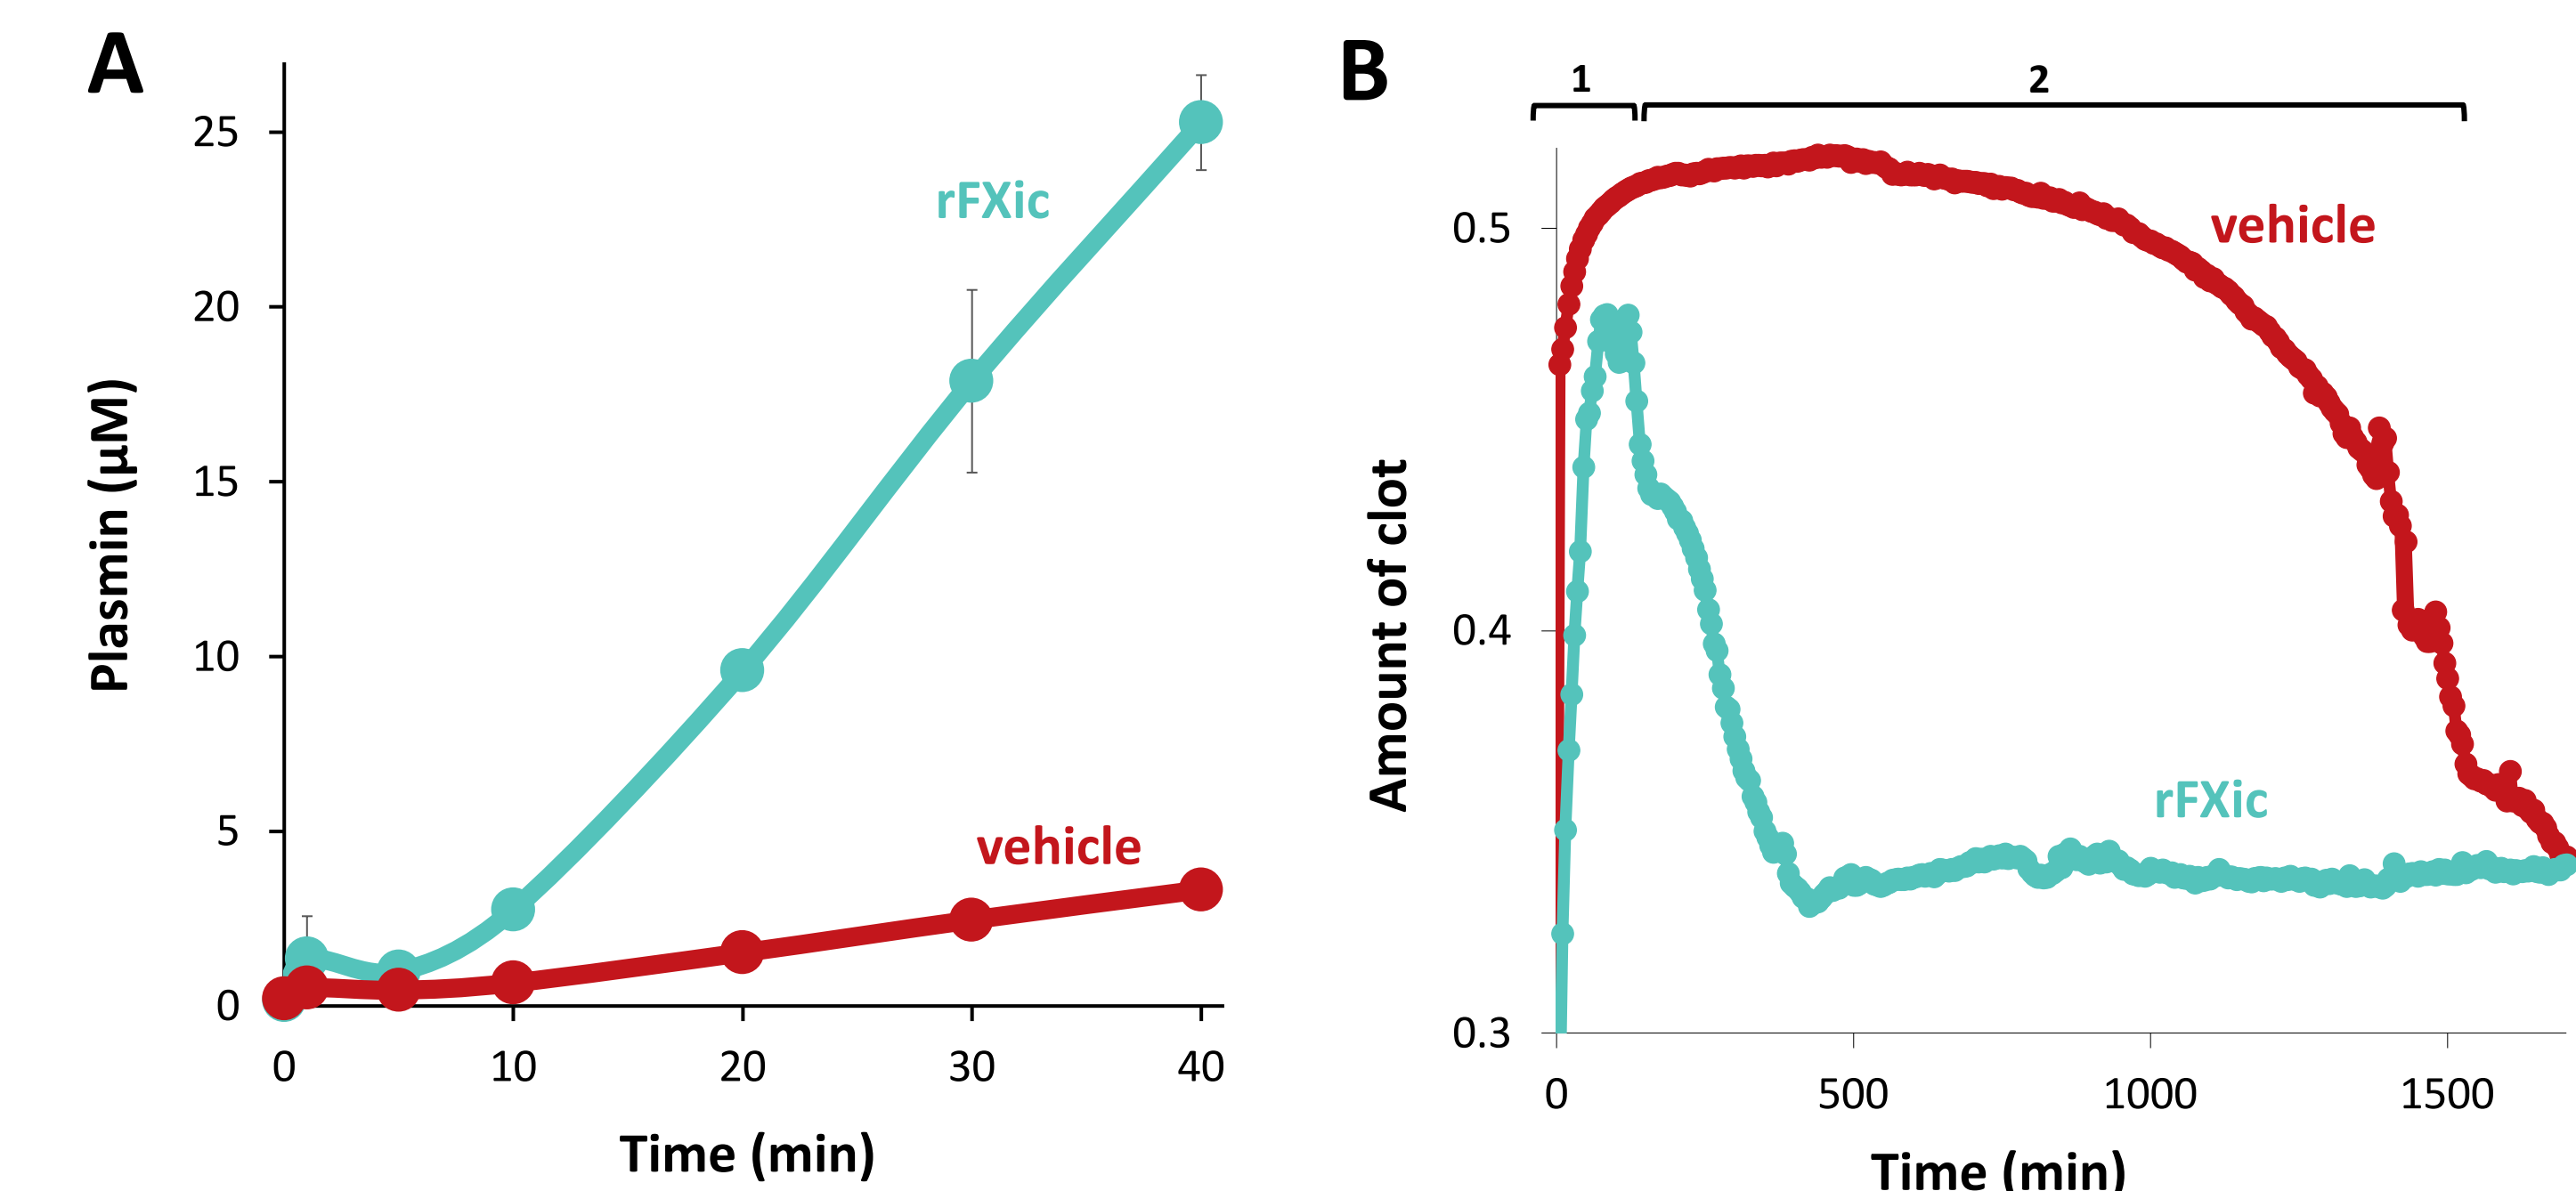 A
Plasmin (µM)
25
20
15
10
5
0
rFXic
vehicle
0 10 20 30 40
Time (min)
B
1 2
Amount of clot
0.5
0.4
0.3
vehicle
rFXic
0 500 1000 1500
Time (min)